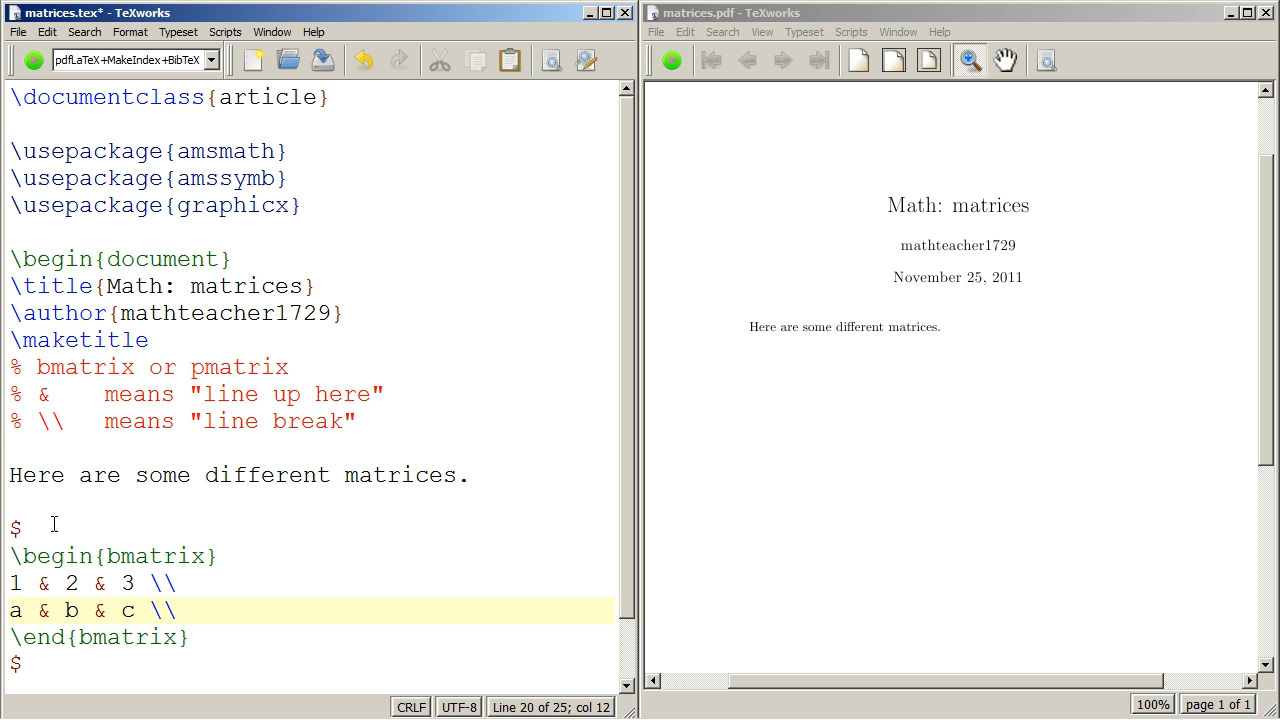 matrices.tex* - TeXworks
File Edit Search Format Typeset Scripts Window Help
pdfLaTeX+MakeIndex+BibTeX
\documentclass{article}
\usepackage{amsmath}
\usepackage{amssymb}
\usepackage{graphicx}
\begin{document}
\title{Math: matrices}
\author{mathteacher1729}
\maketitle
% bmatrix or pmatrix
% & means "line up here"
% \\ means "line break"
Here are some different matrices.
$
\begin{bmatrix}
1 & 2 & 3 \\
a & b & c \\
\end{bmatrix}
$
CRLF UTF-8 Line 20 of 25; col 12
matrices.pdf - TeXworks
File Edit Search View Typeset Scripts Window Help
Math: matrices
mathteacher1729
November 25, 2011
Here are some different matrices.
100% page 1 of 1